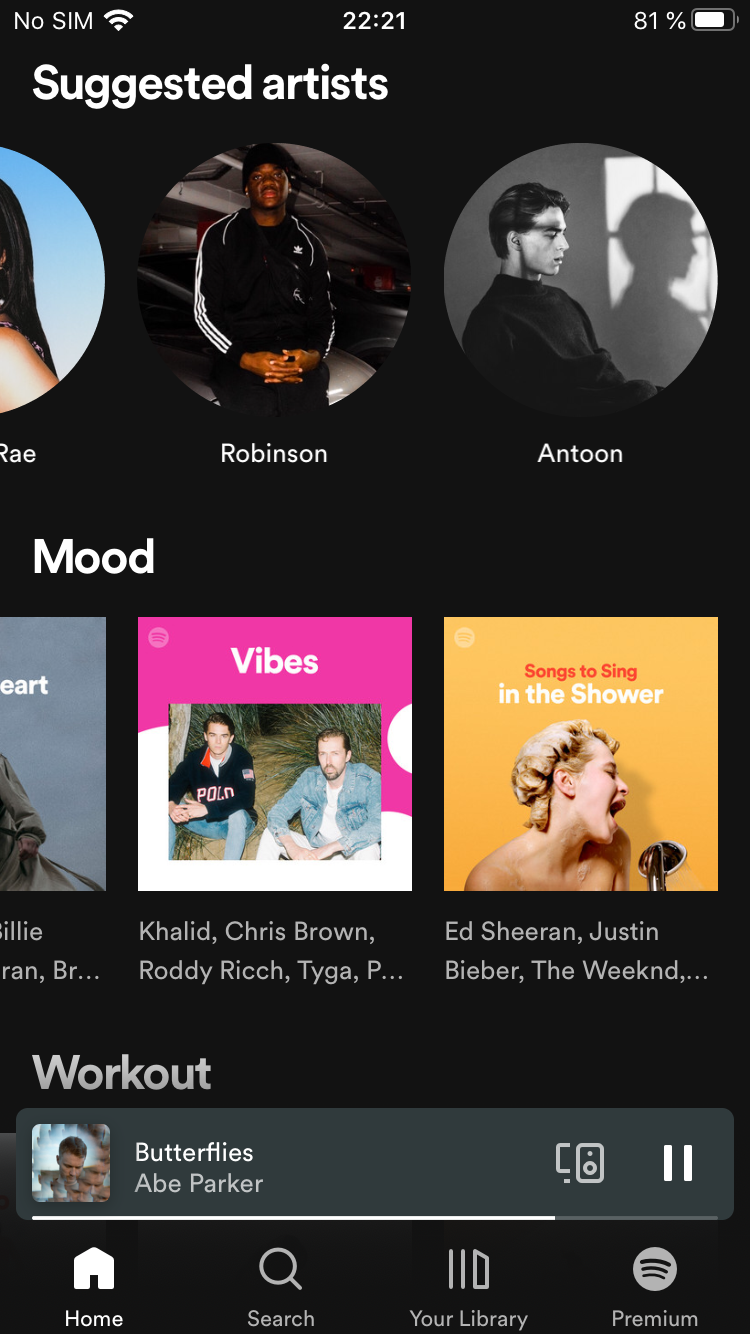 No SIM 22:21 81 %
Suggested artists
Rae Robinson Antoon
Mood
eart
Vibes
POLO
Songs to Sing
in the Shower
Billie
ran, Br...
Khalid, Chris Brown,
Roddy Ricch, Tyga, P...
Ed Sheeran, Justin
Bieber, The Weeknd,...
Workout
Butterflies
Abe Parker
Home Search Your Library Premium